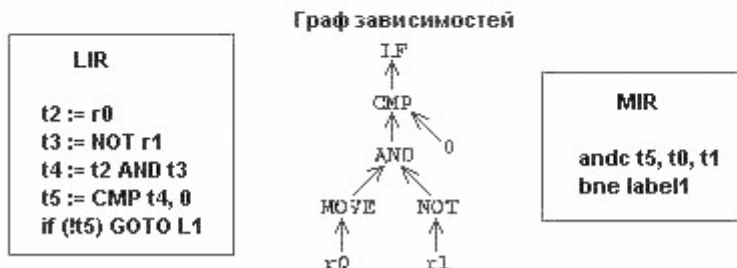 Граф зависимостей
LIR
t2 := r0
t3 := NOT r1
t4 := t2 AND t3
t5 := CMP t4, 0
if (!t5) GOTO L1
IF
CMP
0
AND
MOVE NOT
r0 r1
MIR
andc t5, t0, t1
bne label1